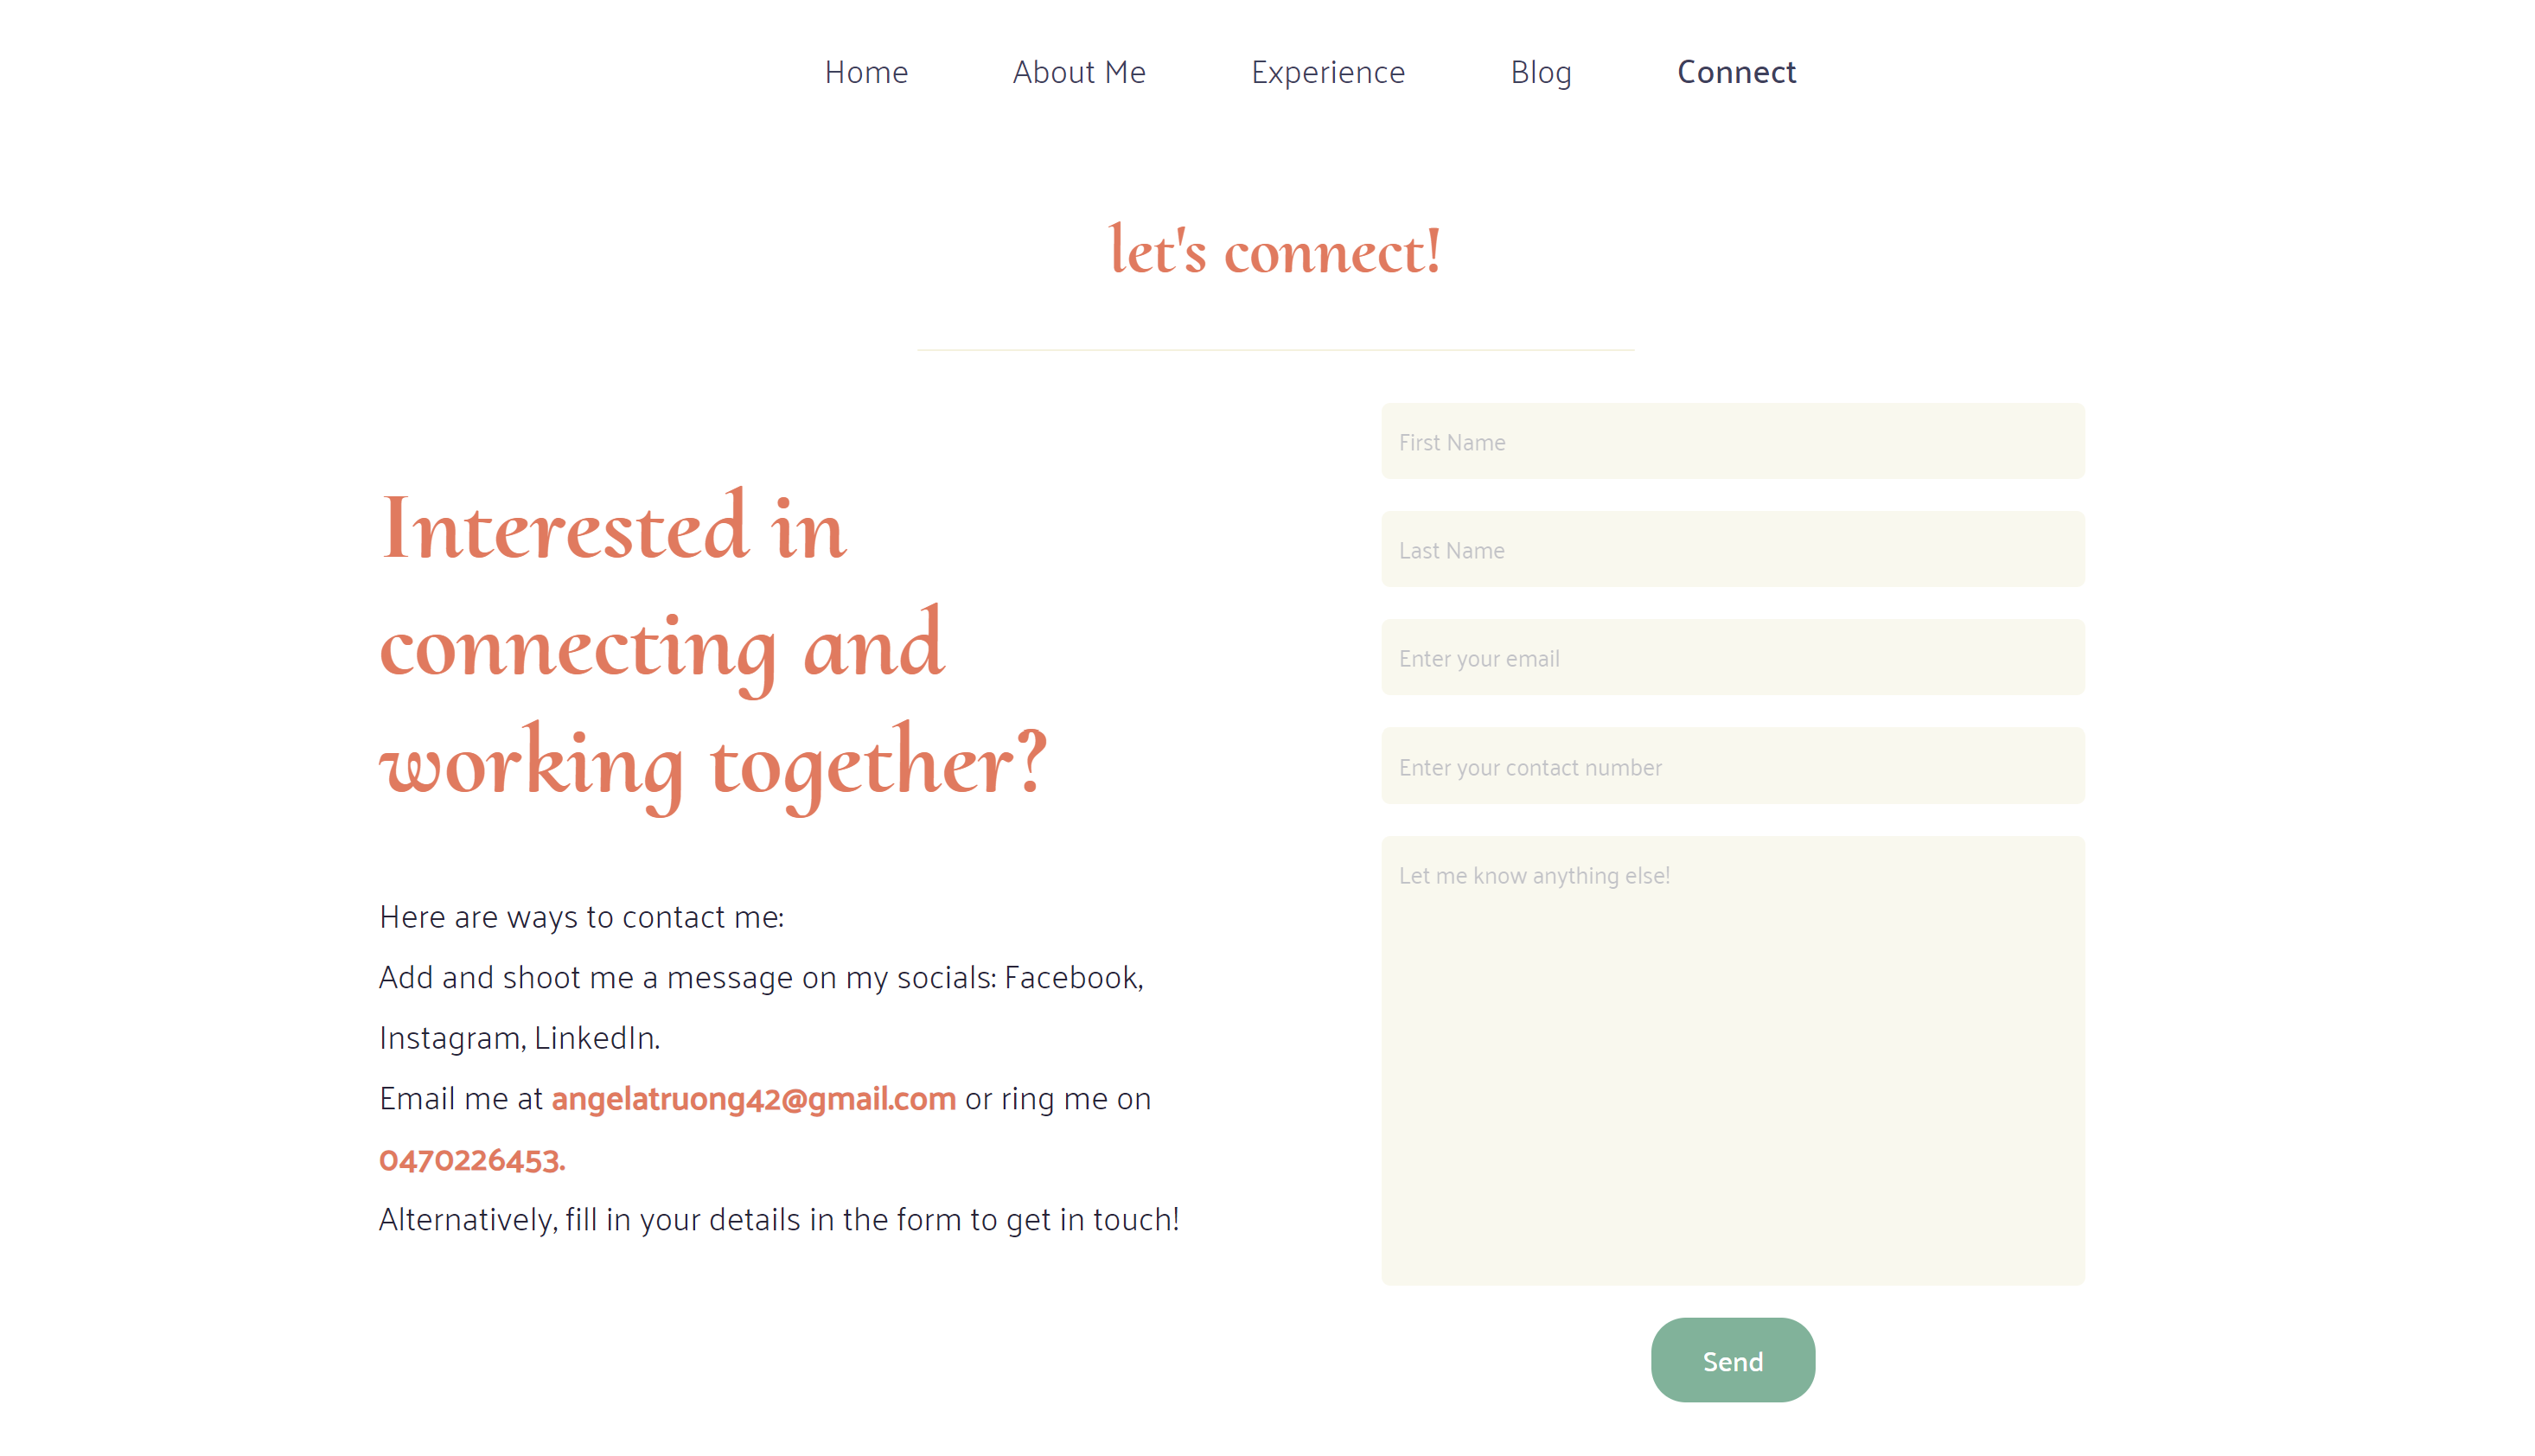 Home About Me Experience Blog Connect
let's connect!
Interested in
connecting and
working together?
Here are ways to contact me:
Add and shoot me a message on my socials: Facebook,
Instagram, LinkedIn.
Email me at angelatruong42@gmail.com or ring me on
0470226453.
Alternatively, fill in your details in the form to get in touch!
First Name
Last Name
Enter your email
Enter your contact number
Let me know anything else!
Send